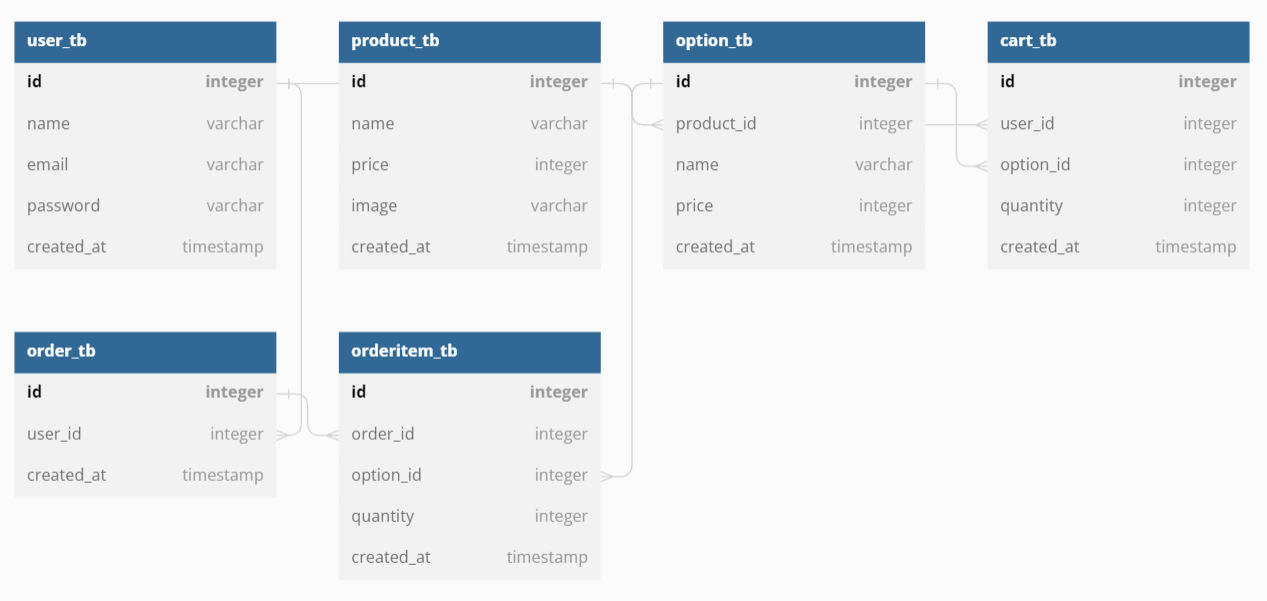 user_tb
id integer
name varchar
email varchar
password varchar
created_at timestamp
product_tb
id integer
name varchar
price integer
image varchar
created_at timestamp
option_tb
id integer
product_id integer
name varchar
price integer
created_at timestamp
cart_tb
id integer
user_id integer
option_id integer
quantity integer
created_at timestamp
order_tb
id integer
user_id integer
created_at timestamp
orderitem_tb
id integer
order_id integer
option_id integer
quantity integer
created_at timestamp